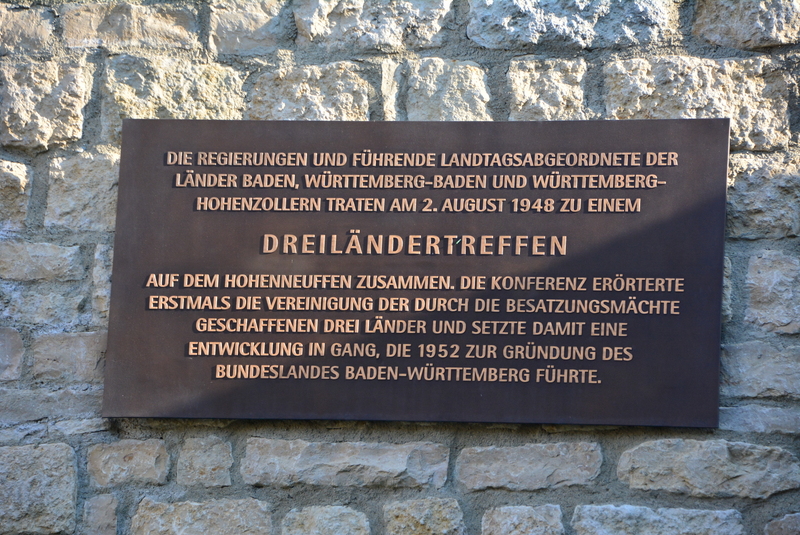 DIE REGIERUNGEN UND FÜHRENDE LANDTAGSABGEORDNETE DER
LÄNDER BADEN, WÜRTTEMBERG-BADEN UND WÜRTTEMBERG-
HOHENZOLLERN TRATEN AM 2. AUGUST 1948 ZU EINEM
DREILÄNDERTREFFEN
AUF DEM HOHENNEUFFEN ZUSAMMEN. DIE KONFERENZ ERÖRTERTE
ERSTMALS DIE VEREINIGUNG DER DURCH DIE BESATZUNGSMÄCHTE
GESCHAFFENEN DREI LÄNDER UND SETZTE DAMIT EINE
ENTWICKLUNG IN GANG, DIE 1952 ZUR GRÜNDUNG DES
BUNDESLANDES BADEN-WÜRTTEMBERG FÜHRTE.